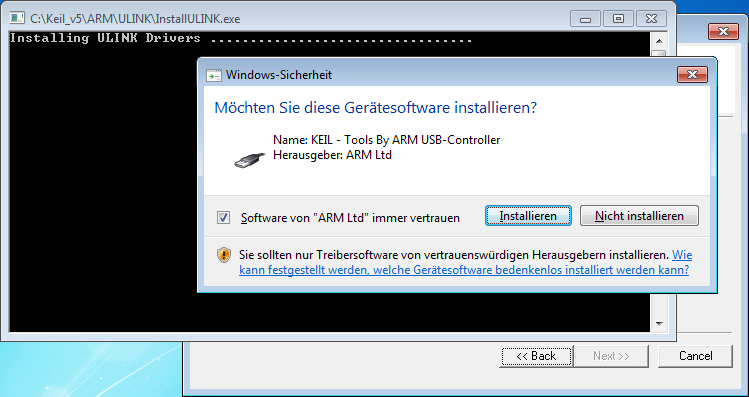 C:\Keil_v5\ARM\ULINK\InstallULINK.exe
Installing ULINK Drivers .................................
Windows-Sicherheit
Möchten Sie diese Gerätesoftware installieren?
Name: KEIL - Tools By ARM USB-Controller
Herausgeber: ARM Ltd
Software von "ARM Ltd" immer vertrauen
Installieren
Nicht installieren
Sie sollten nur Treibersoftware von vertrauenswürdigen Herausgebern installieren. Wie
kann festgestellt werden, welche Gerätesoftware bedenkenlos installiert werden kann?
<< Back
Next >>
Cancel